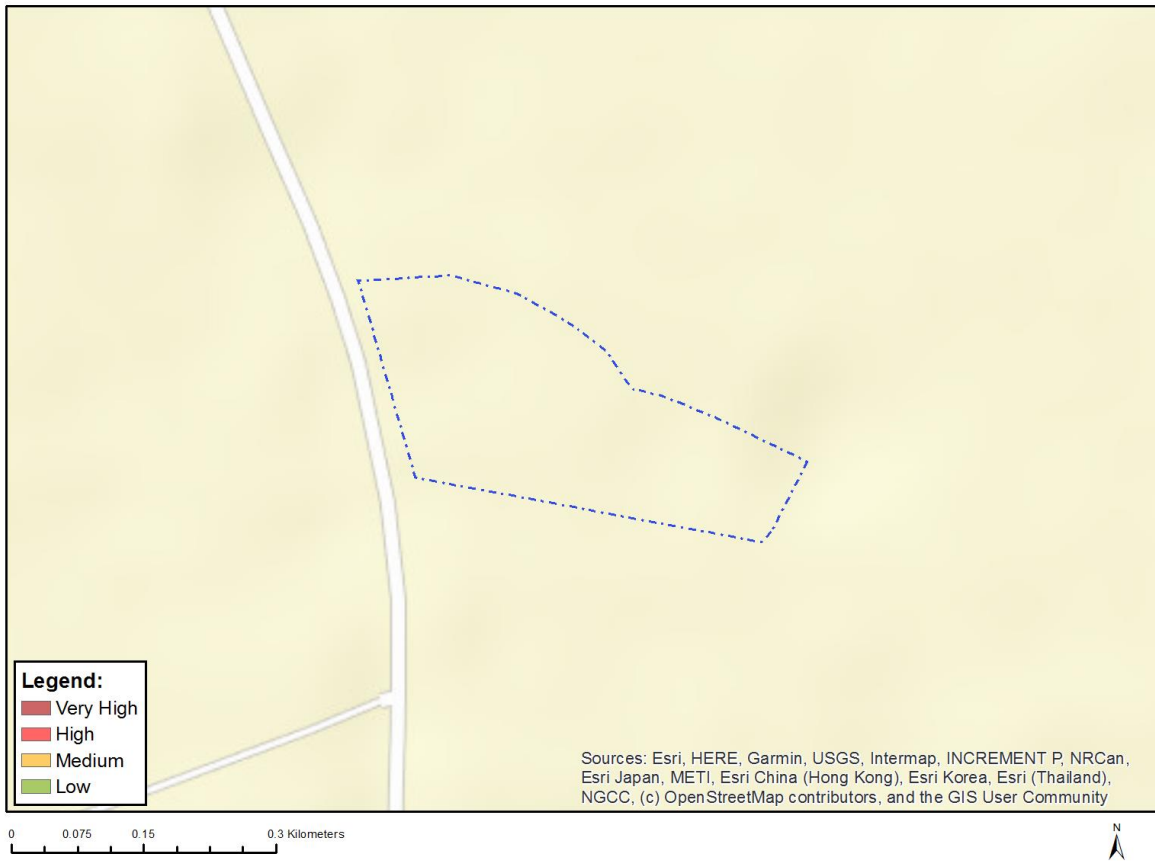 Legend:
Very High
High
Medium
Low
Sources: Esri, HERE, Garmin, USGS, Intermap, INCREMENT P, NRCan,
Esri Japan, METI, Esri China (Hong Kong), Esri Korea, Esri (Thailand),
NGCC, (c) OpenStreetMap contributors, and the GIS User Community
0 0.075 0.15 0.3 Kilometers
N